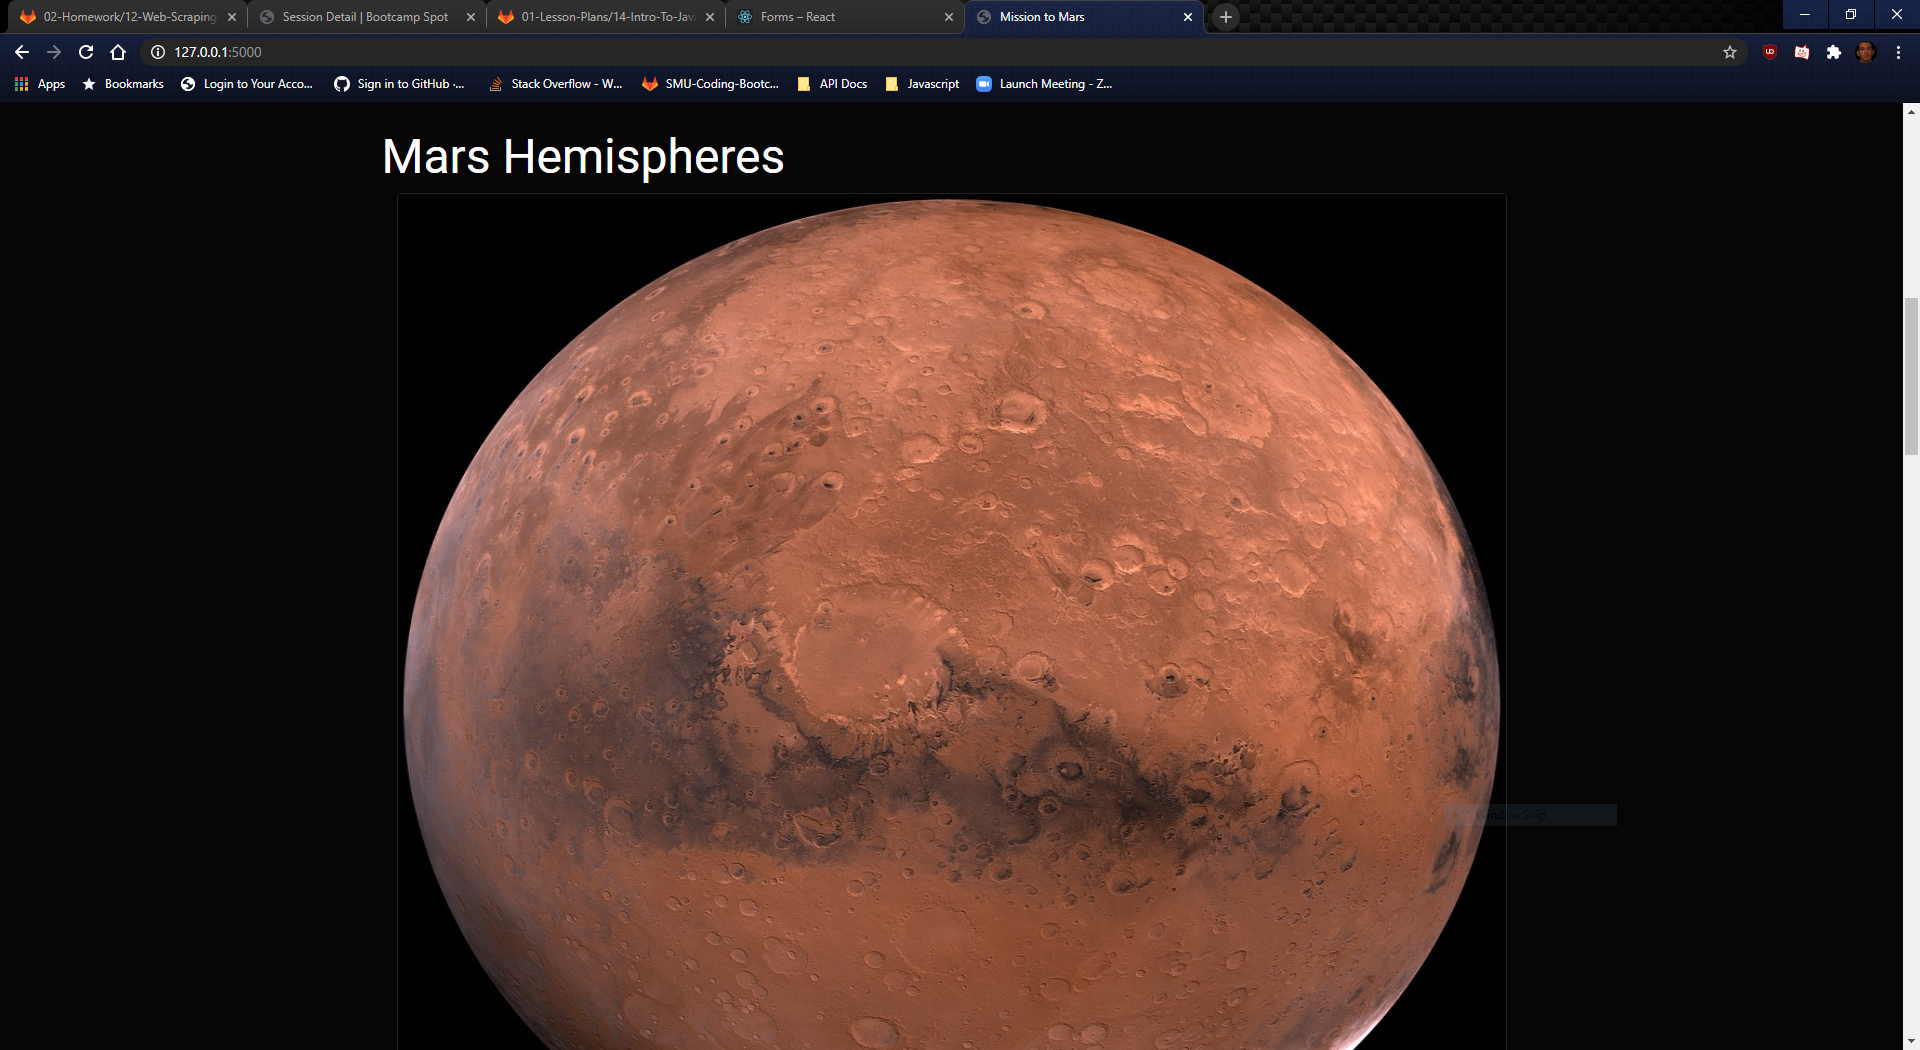 02-Homework/12-Web-Scraping
Session Detail | Bootcamp Spot
01-Lesson-Plans/14-Intro-To-Jav
Forms – React
Mission to Mars
127.0.0.1:5000
Apps
Bookmarks
Login to Your Acco...
Sign in to GitHub ·...
Stack Overflow - W...
SMU-Coding-Bootc...
API Docs
Javascript
Launch Meeting - Z...
Mars Hemispheres
Window Snip